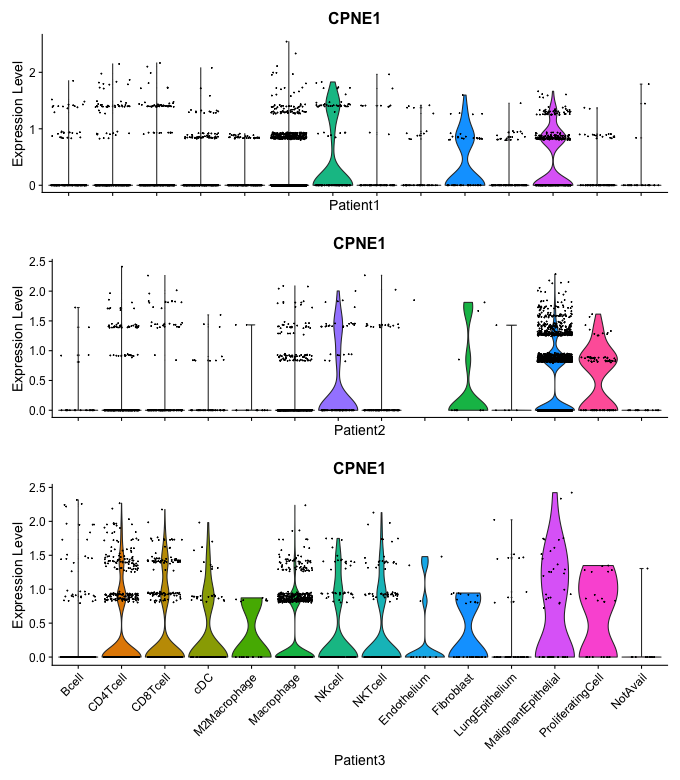 CPNE1
Expression Level
2
1
0
Patient1
CPNE1
Expression Level
2.5
2.0
1.5
1.0
0.5
0.0
Patient2
CPNE1
Expression Level
2.5
2.0
1.5
1.0
0.5
0.0
Bcell
CD4Tcell
CD8Tcell
cDC
M2Macrophage
Macrophage
NKcell
NKTcell
Endothelium
Fibroblast
LungEpithelium
MalignantEpithelial
ProliferatingCell
NotAvail
Patient3